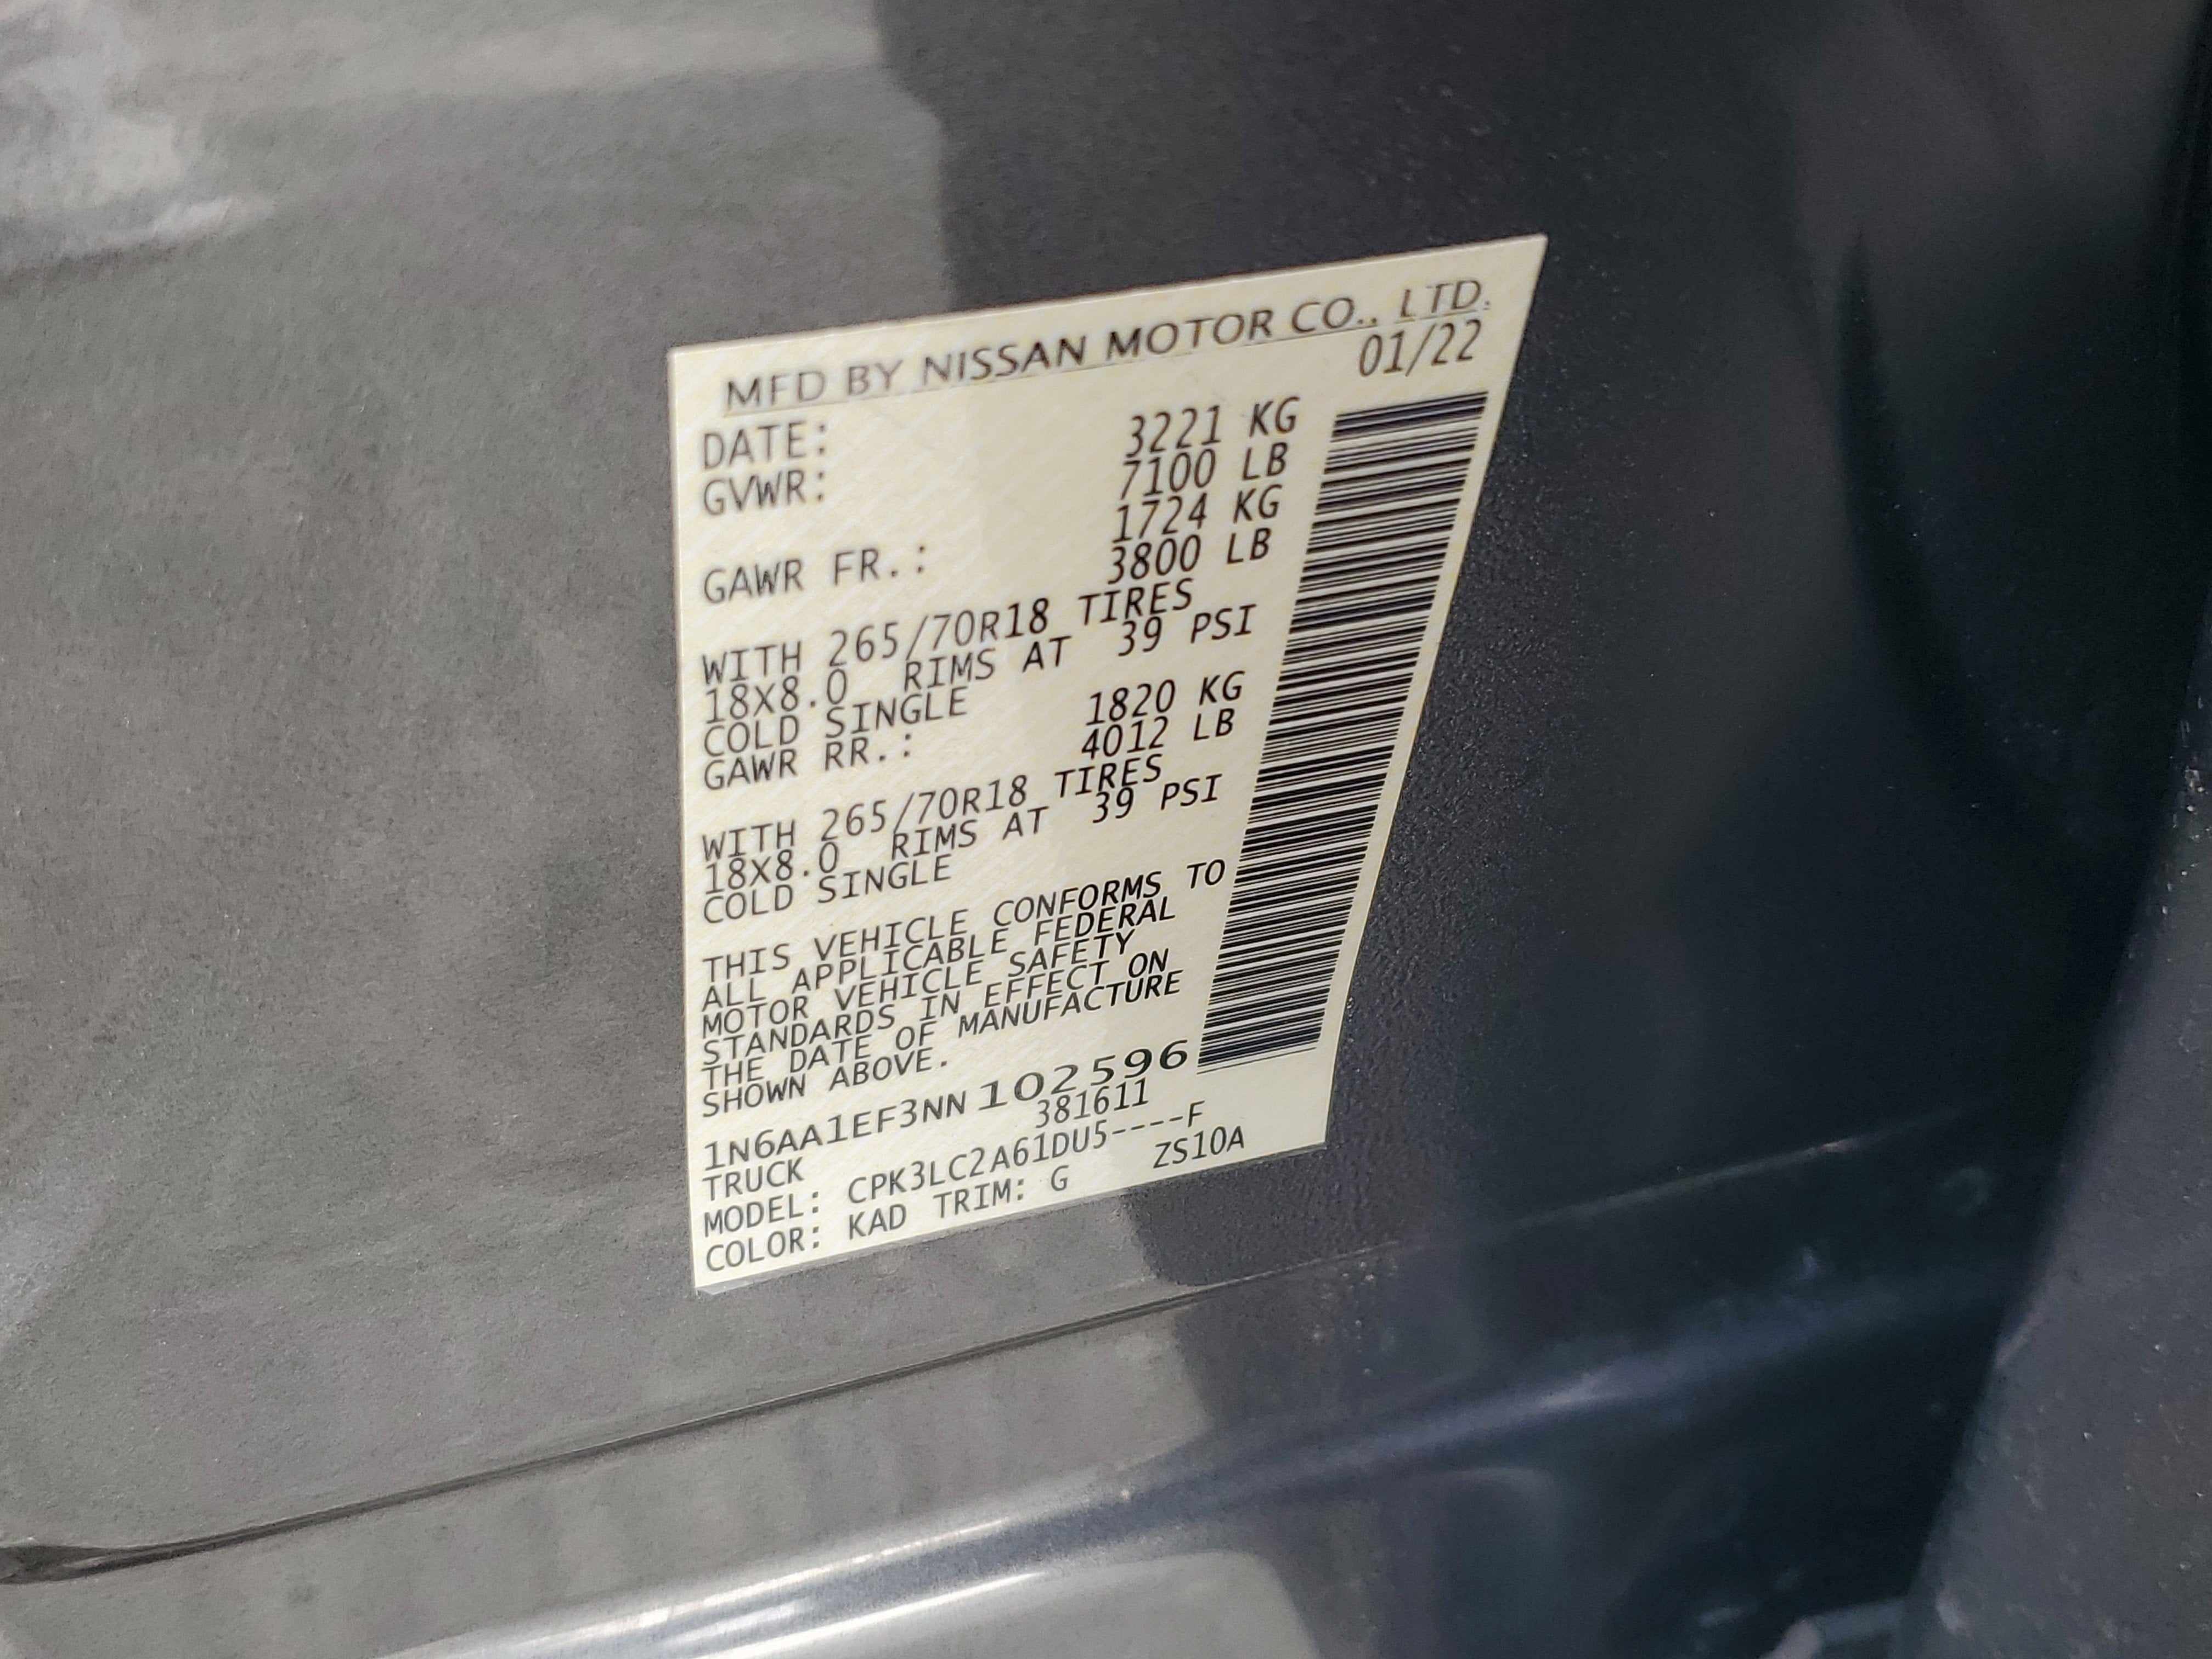 MFD BY NISSAN MOTOR CO., LTD.
DATE: 01/22
GVWR: 3221 KG
7100 LB
GAWR FR.: 1724 KG
3800 LB
WITH 265/70R18 TIRES
18X8.0 RIMS AT 39 PSI
COLD SINGLE
GAWR RR.: 1820 KG
4012 LB
WITH 265/70R18 TIRES
18X8.0 RIMS AT 39 PSI
COLD SINGLE
THIS VEHICLE CONFORMS TO
ALL APPLICABLE FEDERAL
MOTOR VEHICLE SAFETY
STANDARDS IN EFFECT ON
THE DATE OF MANUFACTURE
SHOWN ABOVE.
1N6AA1EF3NN102596
TRUCK 381611
MODEL: CPK3LC2A61DU5----F
COLOR: KAD TRIM: G ZS10A